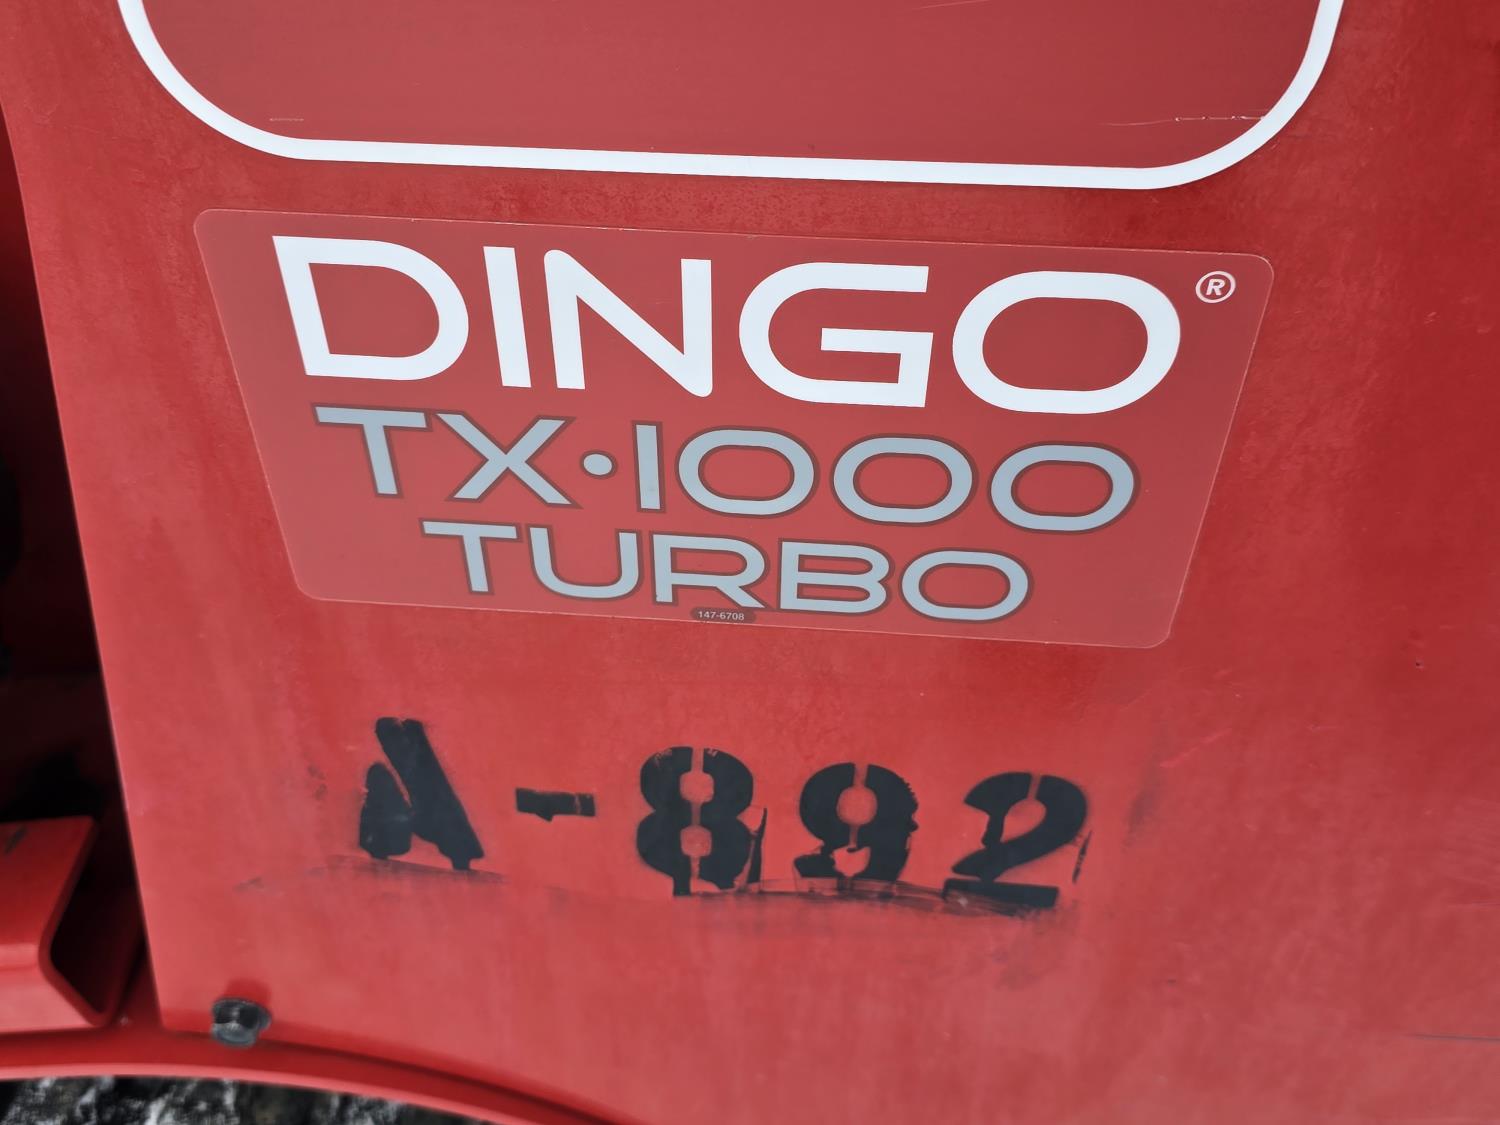 DINGO®
TX·1000
TURBO
147-6708
A-892